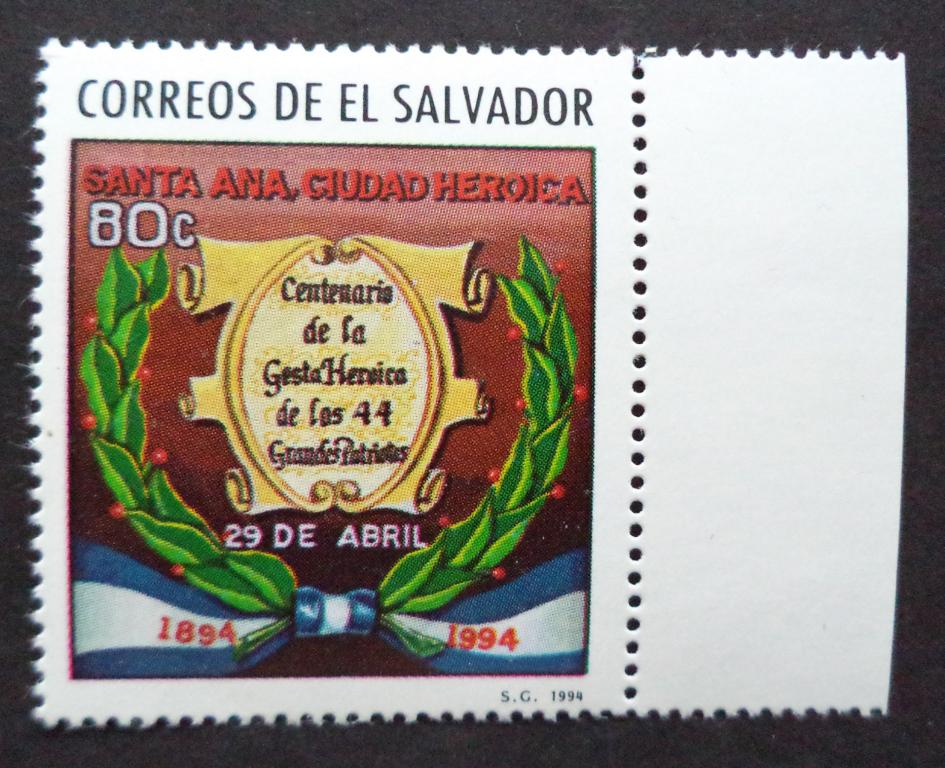 CORREOS DE EL SALVADOR
SANTA ANA, CIUDAD HEROICA
80c
Centenario
de la
Gesta Heroica
de los 44
Grandes Patriotas
29 DE ABRIL
1894 1994
S.G. 1994